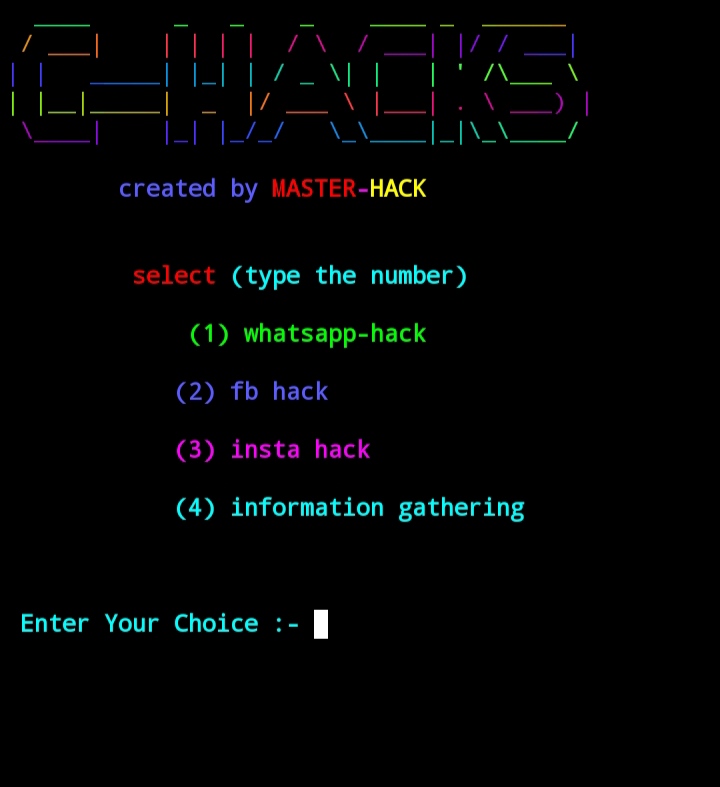 C-HACKS
created by MASTER-HACK
select (type the number)
(1) whatsapp-hack
(2) fb hack
(3) insta hack
(4) information gathering
Enter Your Choice :-